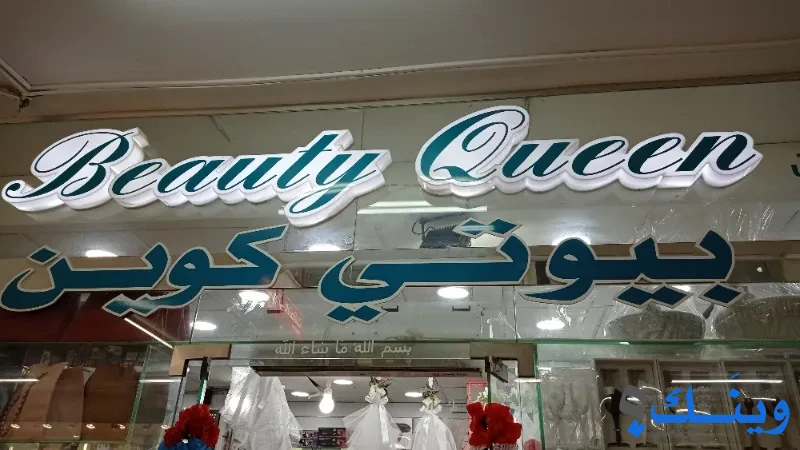 Beauty Queen
بيوتي كوين
بسم الله ما شاء الله
وينك؟